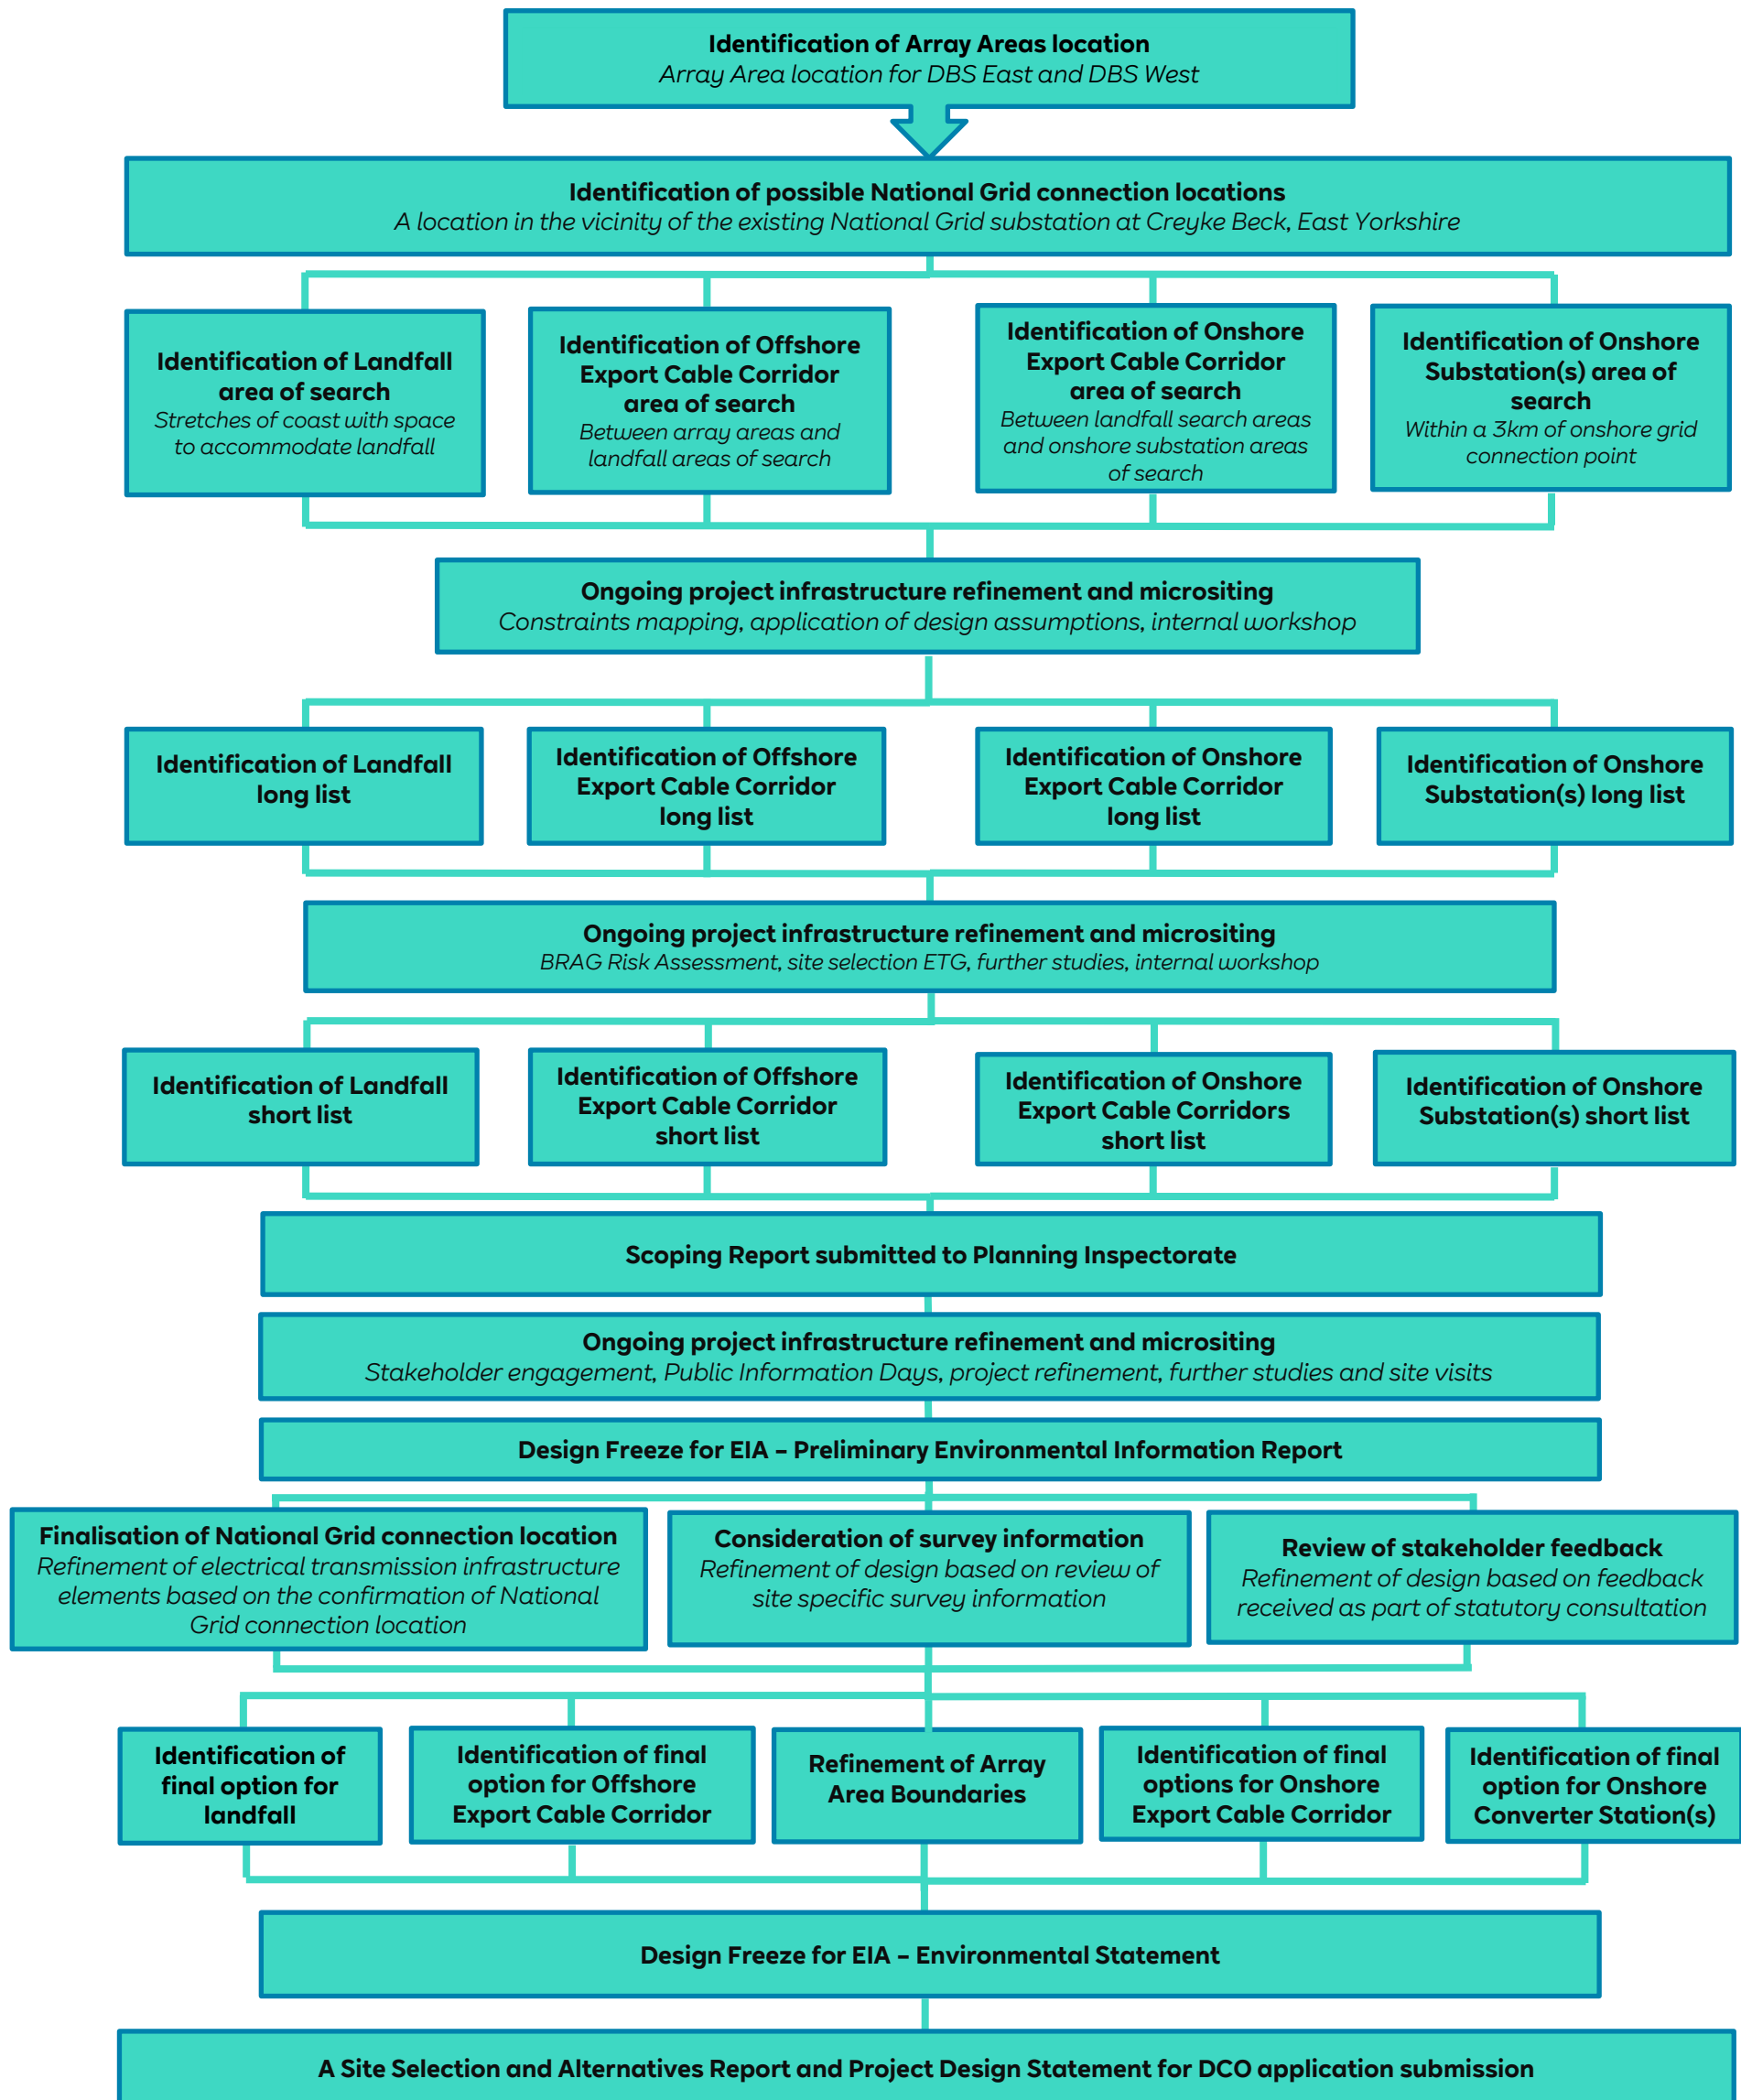 Identification of Array Areas location
Array Area location for DBS East and DBS West
Identification of possible National Grid connection locations
A location in the vicinity of the existing National Grid substation at Creyke Beck, East Yorkshire
Identification of Landfall
area of search
Stretches of coast with space
to accommodate landfall
Identification of Offshore
Export Cable Corridor
area of search
Between array areas and
landfall areas of search
Identification of Onshore
Export Cable Corridor
area of search
Between landfall search areas
and onshore substation areas
of search
Identification of Onshore
Substation(s) area of
search
Within a 3km of onshore grid
connection point
Ongoing project infrastructure refinement and micrositing
Constraints mapping, application of design assumptions, internal workshop
Identification of Landfall
long list
Identification of Offshore
Export Cable Corridor
long list
Identification of Onshore
Export Cable Corridor
long list
Identification of Onshore
Substation(s) long list
Ongoing project infrastructure refinement and micrositing
BRAG Risk Assessment, site selection ETG, further studies, internal workshop
Identification of Landfall
short list
Identification of Offshore
Export Cable Corridor
short list
Identification of Onshore
Export Cable Corridors
short list
Identification of Onshore
Substation(s) short list
Scoping Report submitted to Planning Inspectorate
Ongoing project infrastructure refinement and micrositing
Stakeholder engagement, Public Information Days, project refinement, further studies and site visits
Design Freeze for EIA – Preliminary Environmental Information Report
Finalisation of National Grid connection location
Refinement of electrical transmission infrastructure
elements based on the confirmation of National
Grid connection location
Consideration of survey information
Refinement of design based on review of
site specific survey information
Review of stakeholder feedback
Refinement of design based on feedback
received as part of statutory consultation
Identification of
final option for
landfall
Identification of final
option for Offshore
Export Cable Corridor
Refinement of Array
Area Boundaries
Identification of final
options for Onshore
Export Cable Corridor
Identification of final
option for Onshore
Converter Station(s)
Design Freeze for EIA – Environmental Statement
A Site Selection and Alternatives Report and Project Design Statement for DCO application submission